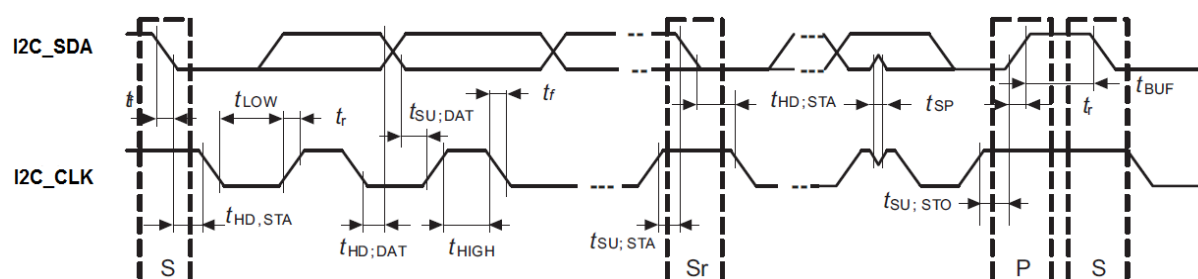 I2C_SDA
tf tLOW tr tSU;DAT tf tHD;STA tSP tr tBUF
I2C_CLK
tHD,STA tHD;DAT tHIGH tSU;STA tSU;STO
S Sr P S